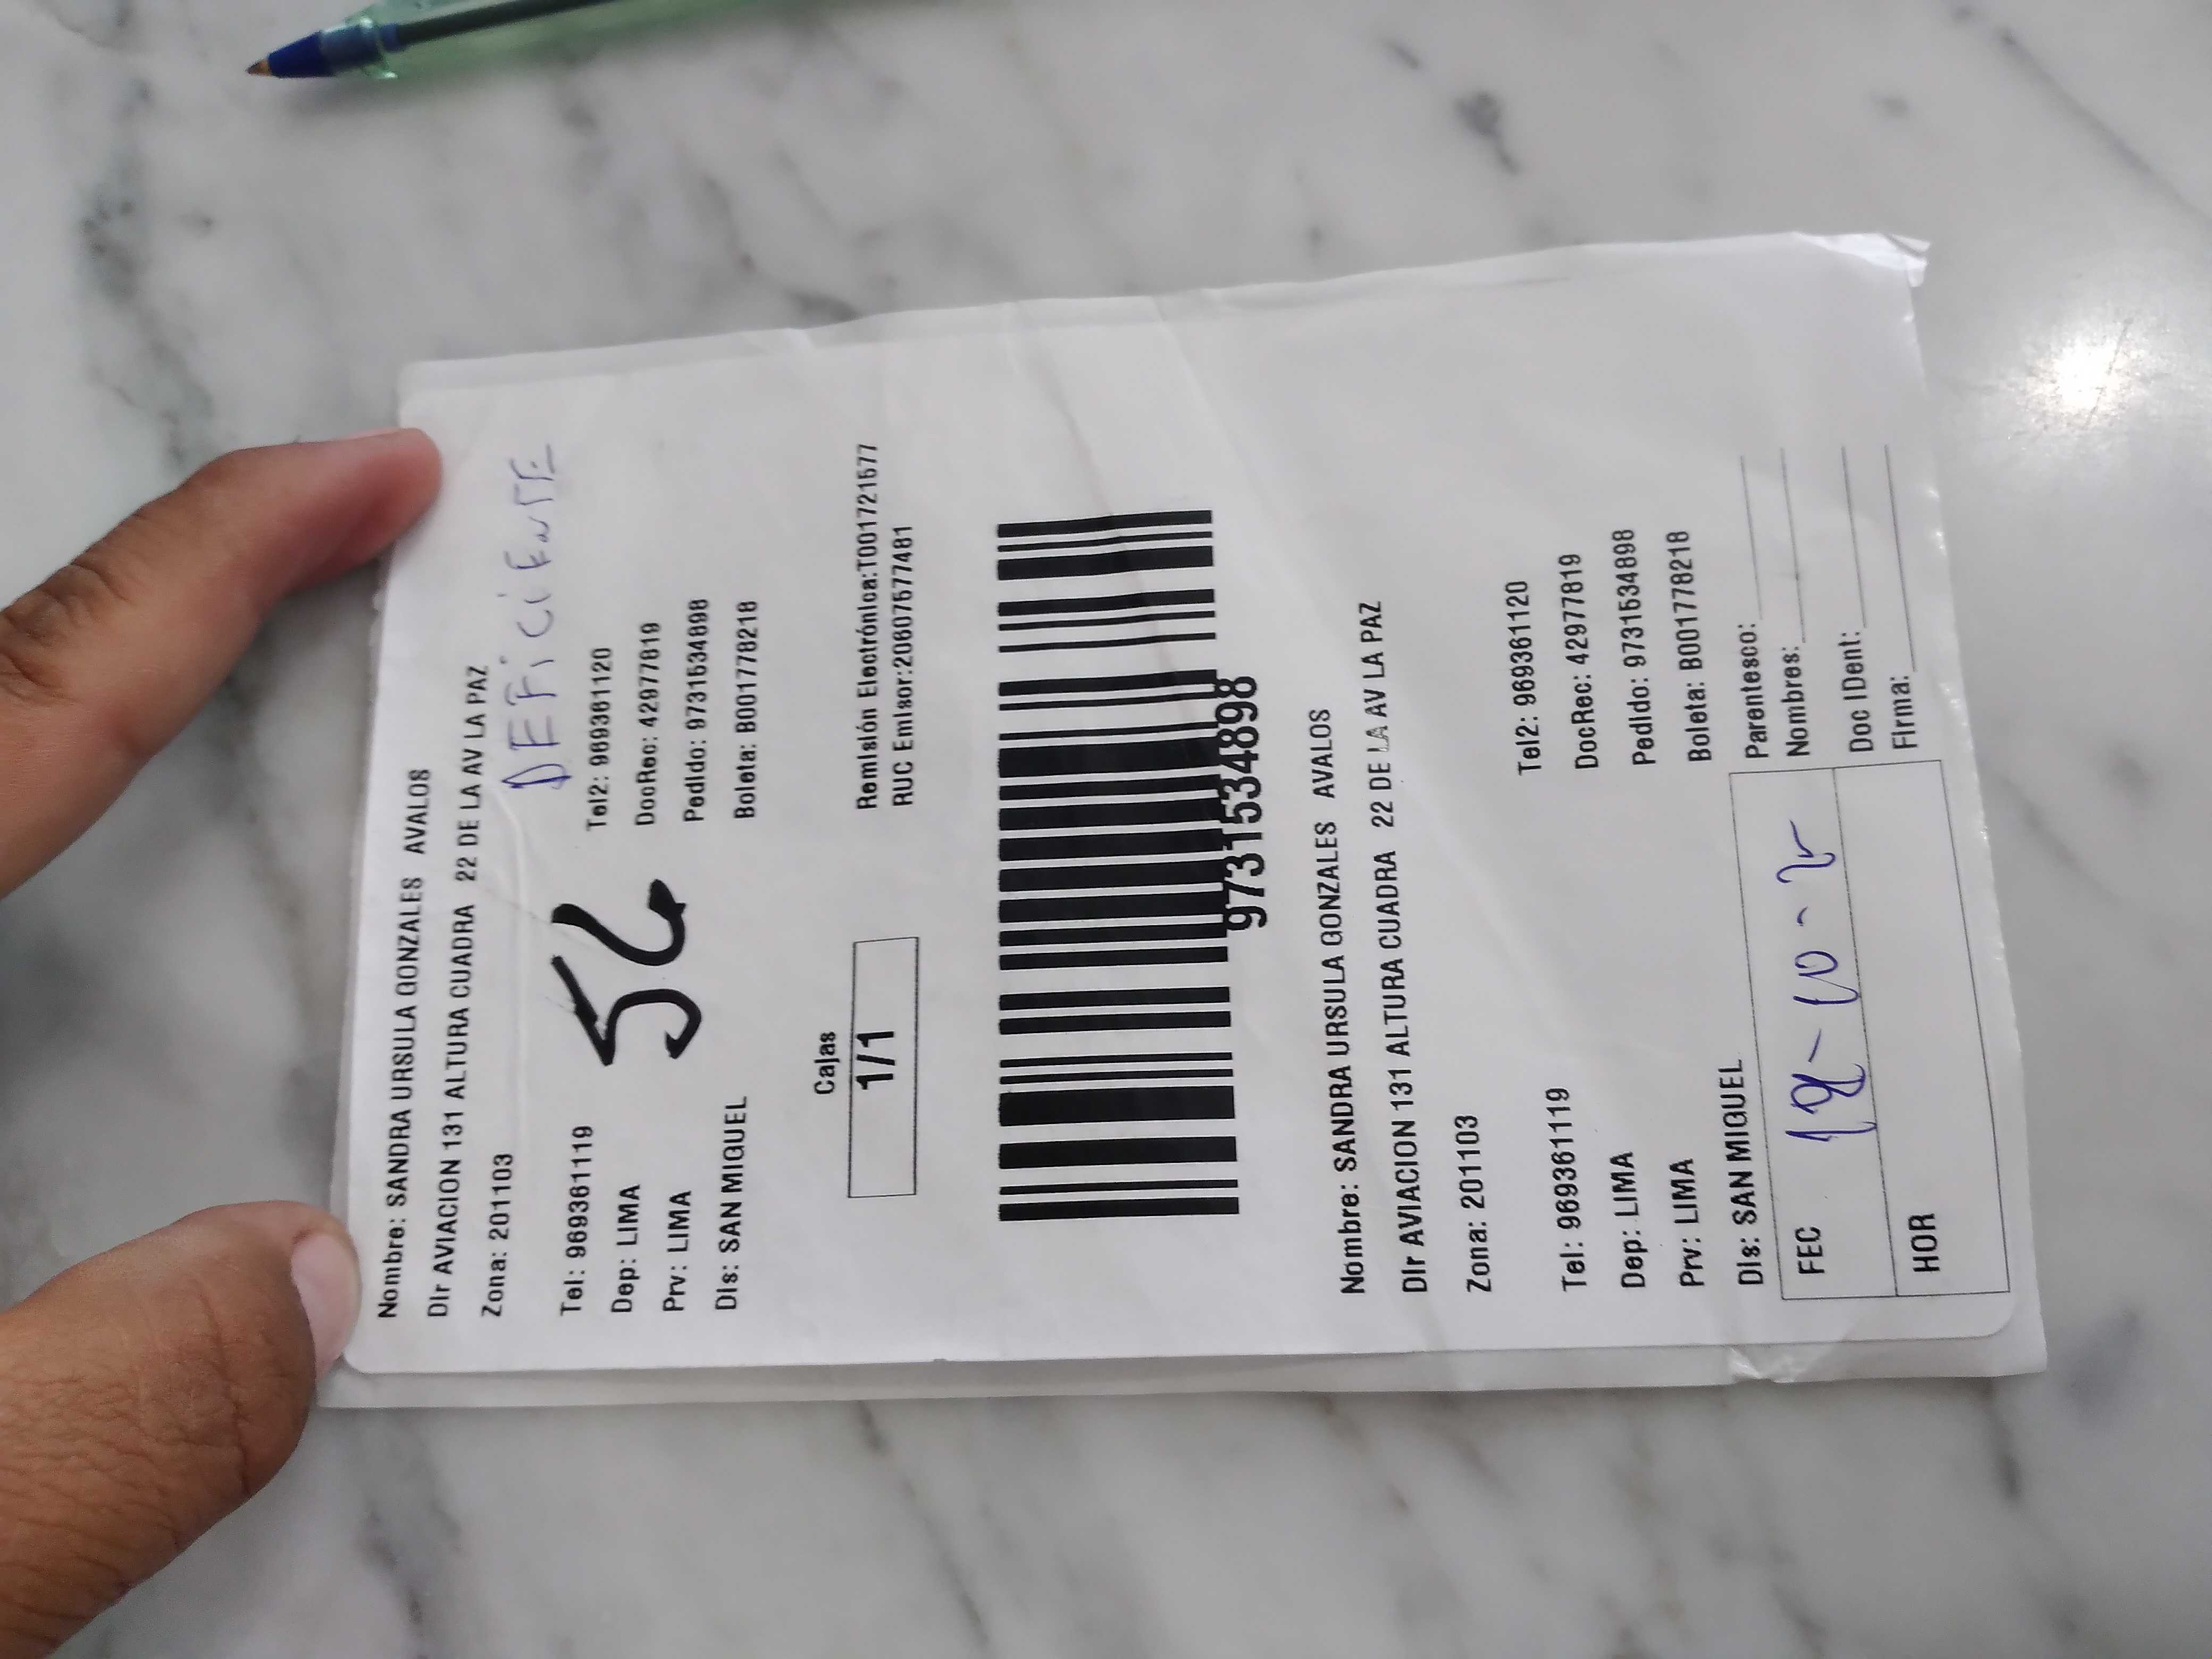 Nombre: SANDRA URSULA GONZALES AVALOS
DIr AVIACION 131 ALTURA CUADRA 22 DE LA AV LA PAZ
Zona: 201103
DEFiCiENTE
Tel: 969361119
Tel2: 969361120
52
Dep: LIMA
DocRec: 42977819
Prv: LIMA
PedIdo: 9731534898
DIs: SAN MIGUEL
Boleta: B001778218
Cajas
1/1
RemIsIón ElectrónIca:T001721577
RUC EmIsor:20607577481
9731534898
Nombre: SANDRA URSULA GONZALES AVALOS
DIr AVIACION 131 ALTURA CUADRA 22 DE LA AV LA PAZ
Zona: 201103
Tel: 969361119
Tel2: 969361120
Dep: LIMA
DocRec: 42977819
Prv: LIMA
PedIdo: 9731534898
DIs: SAN MIGUEL
Boleta: B001778218
FEC
Parentesco:
Nombres:
HOR
Doc IDent:
FIrma: